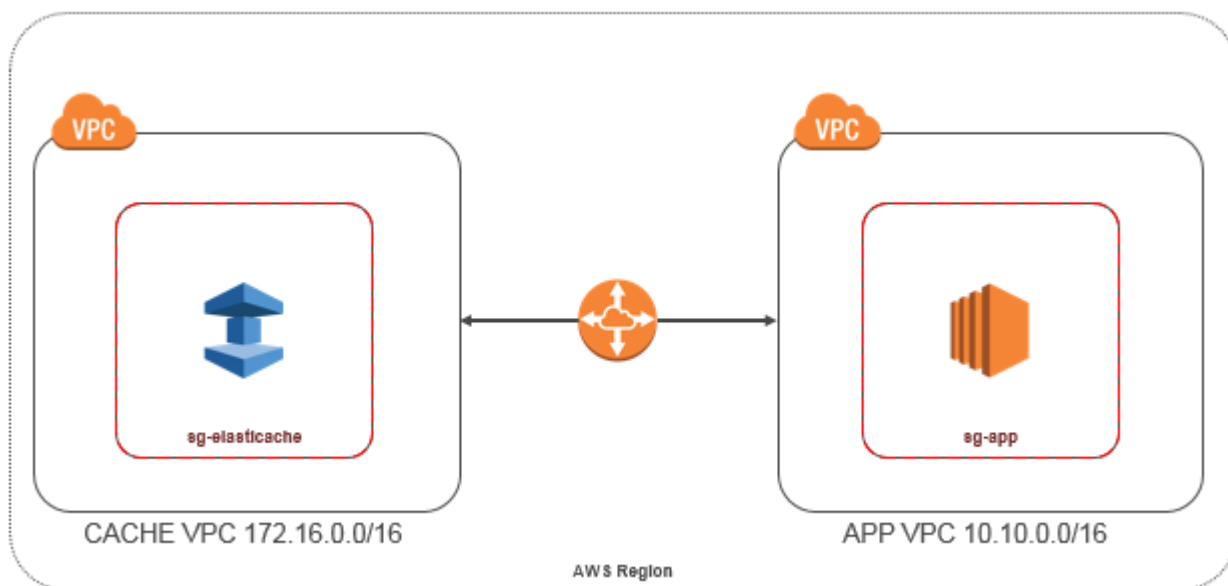 VPC
VPC
sg-elasticache
sg-app
CACHE VPC 172.16.0.0/16
APP VPC 10.10.0.0/16
AWS Region